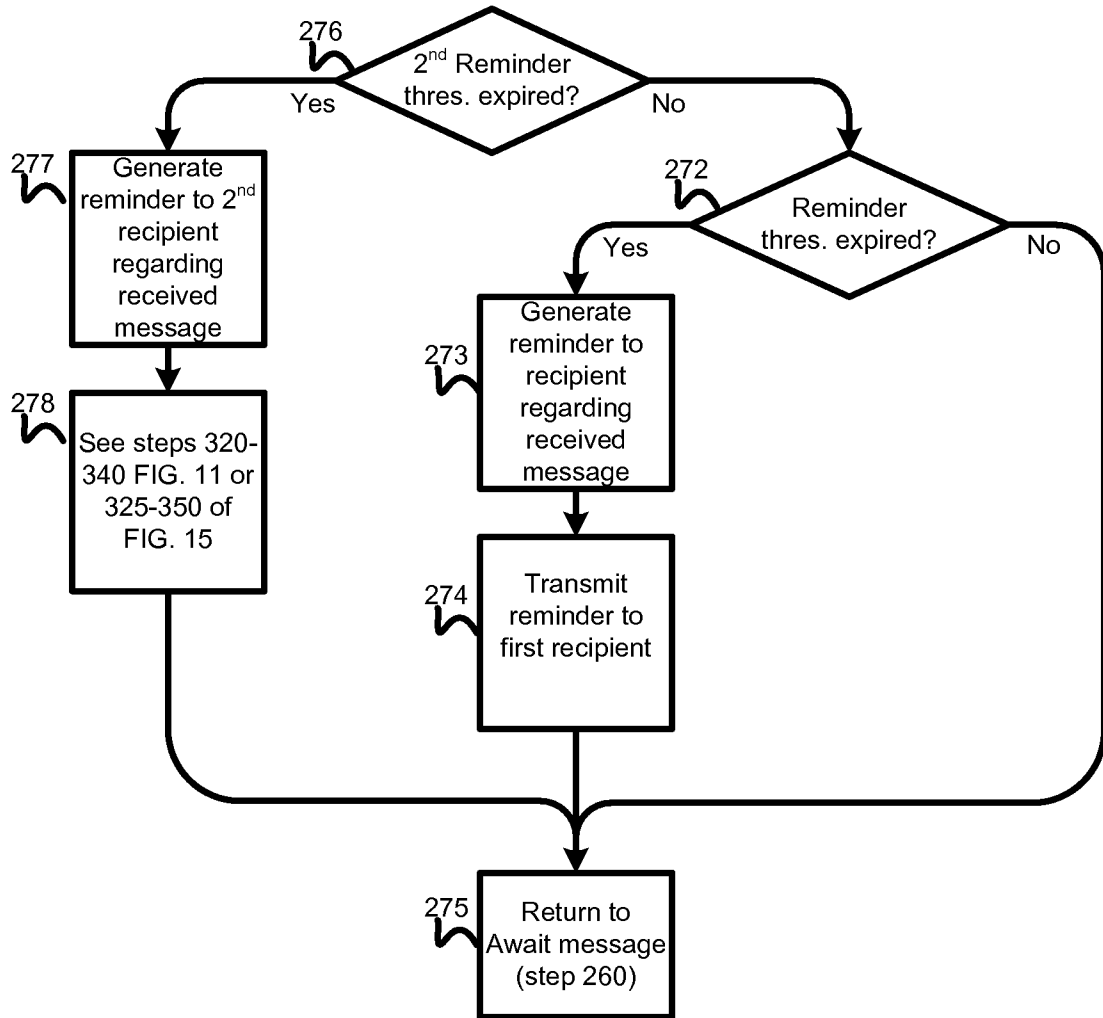 276
2nd Reminder
thres. expired?
Yes
No
277
Generate
reminder to 2nd
recipient
regarding
received
message
272
Reminder
thres. expired?
Yes
No
273
Generate
reminder to
recipient
regarding
received
message
278
See steps 320-
340 FIG. 11 or
325-350 of
FIG. 15
274
Transmit
reminder to
first recipient
275
Return to
Await message
(step 260)